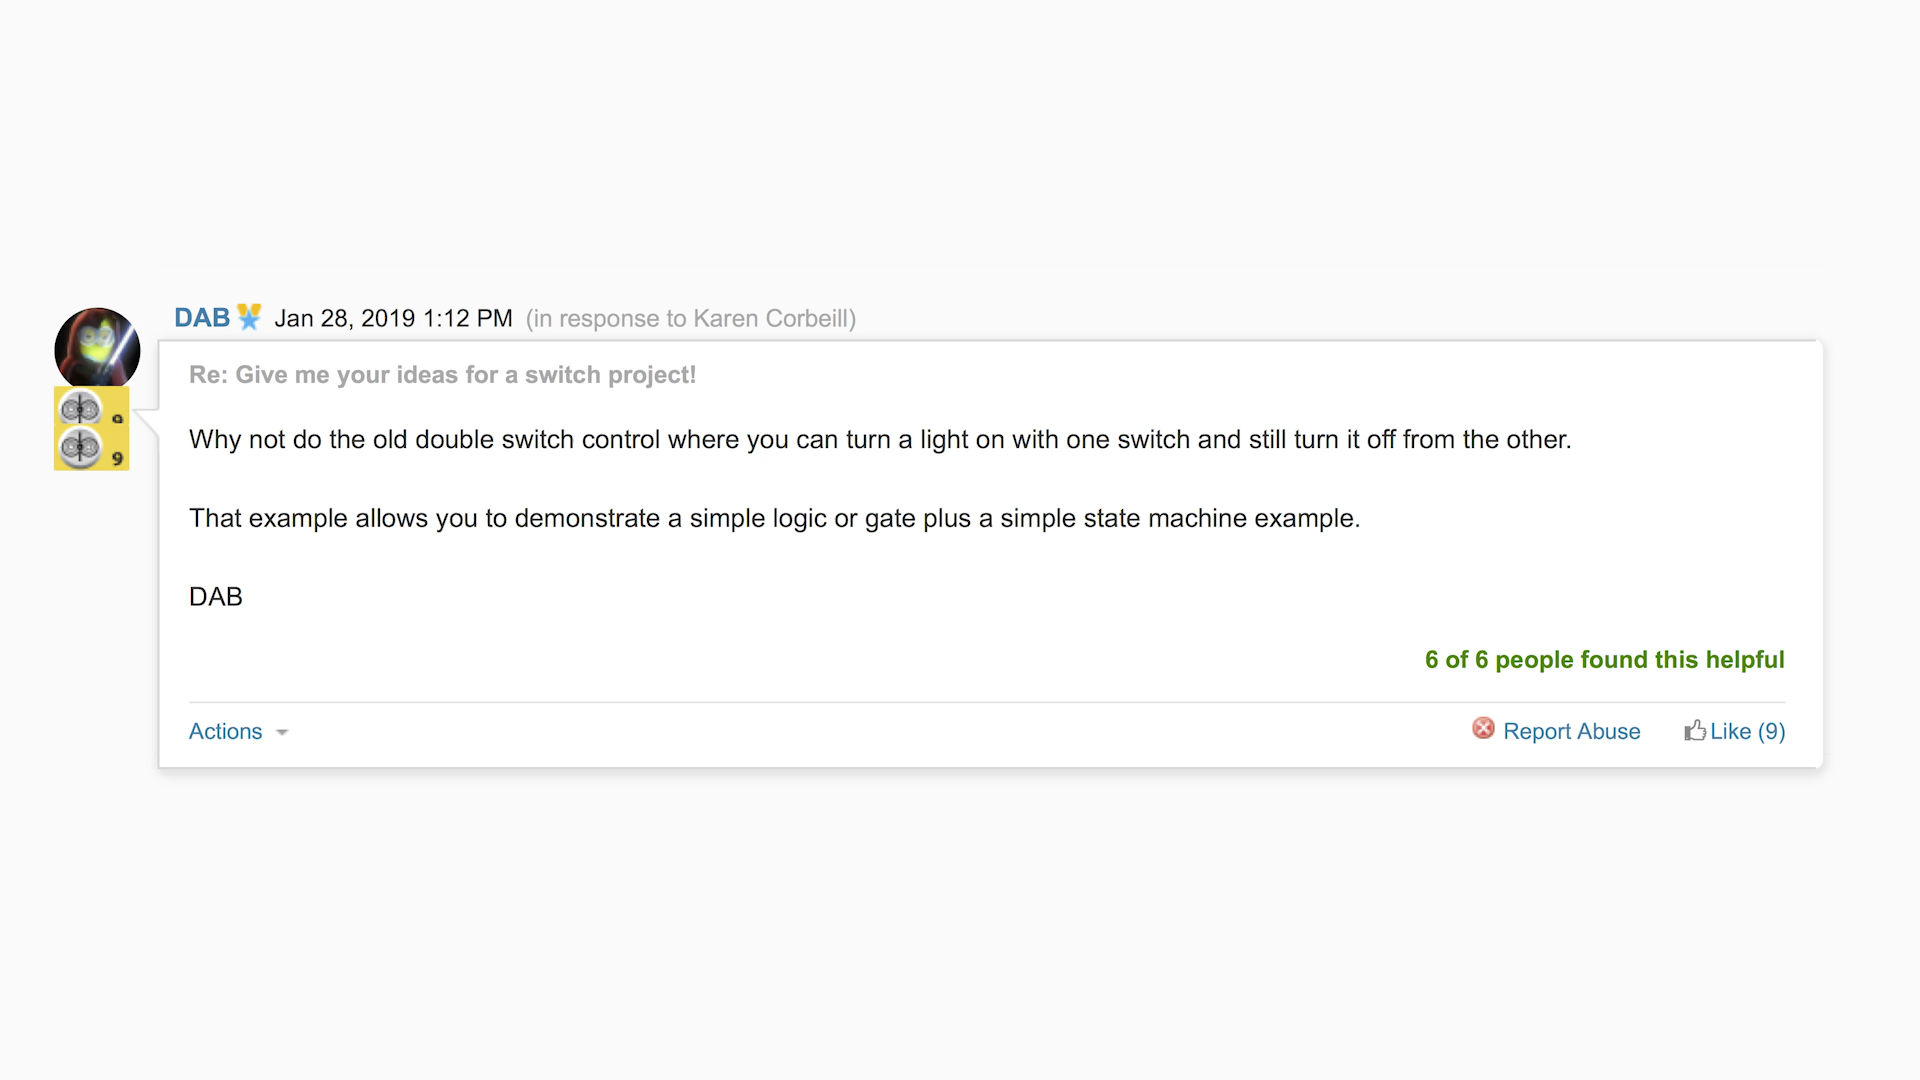 DAB Jan 28, 2019 1:12 PM (in response to Karen Corbeill)
Re: Give me your ideas for a switch project!
9
9
Why not do the old double switch control where you can turn a light on with one switch and still turn it off from the other.
That example allows you to demonstrate a simple logic or gate plus a simple state machine example.
DAB
6 of 6 people found this helpful
Actions Report Abuse Like (9)